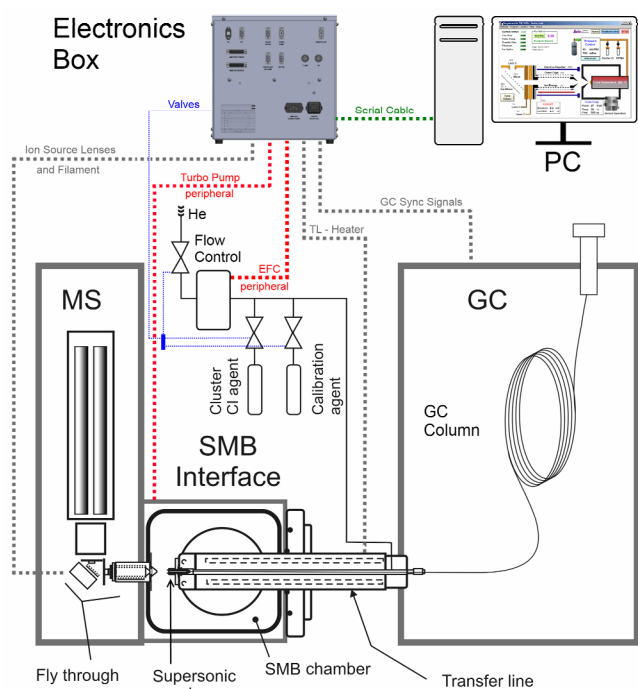 Electronics
Box
Valves
Serial Cable
PC
Ion Source Lenses
and Filament
Turbo Pump
peripheral
GC Sync Signals
TL - Heater
He
Flow
Control
EFC
peripheral
MS
GC
Cluster
CI agent
Calibration
agent
GC
Column
SMB
Interface
Fly through
Supersonic
SMB chamber
Transfer line